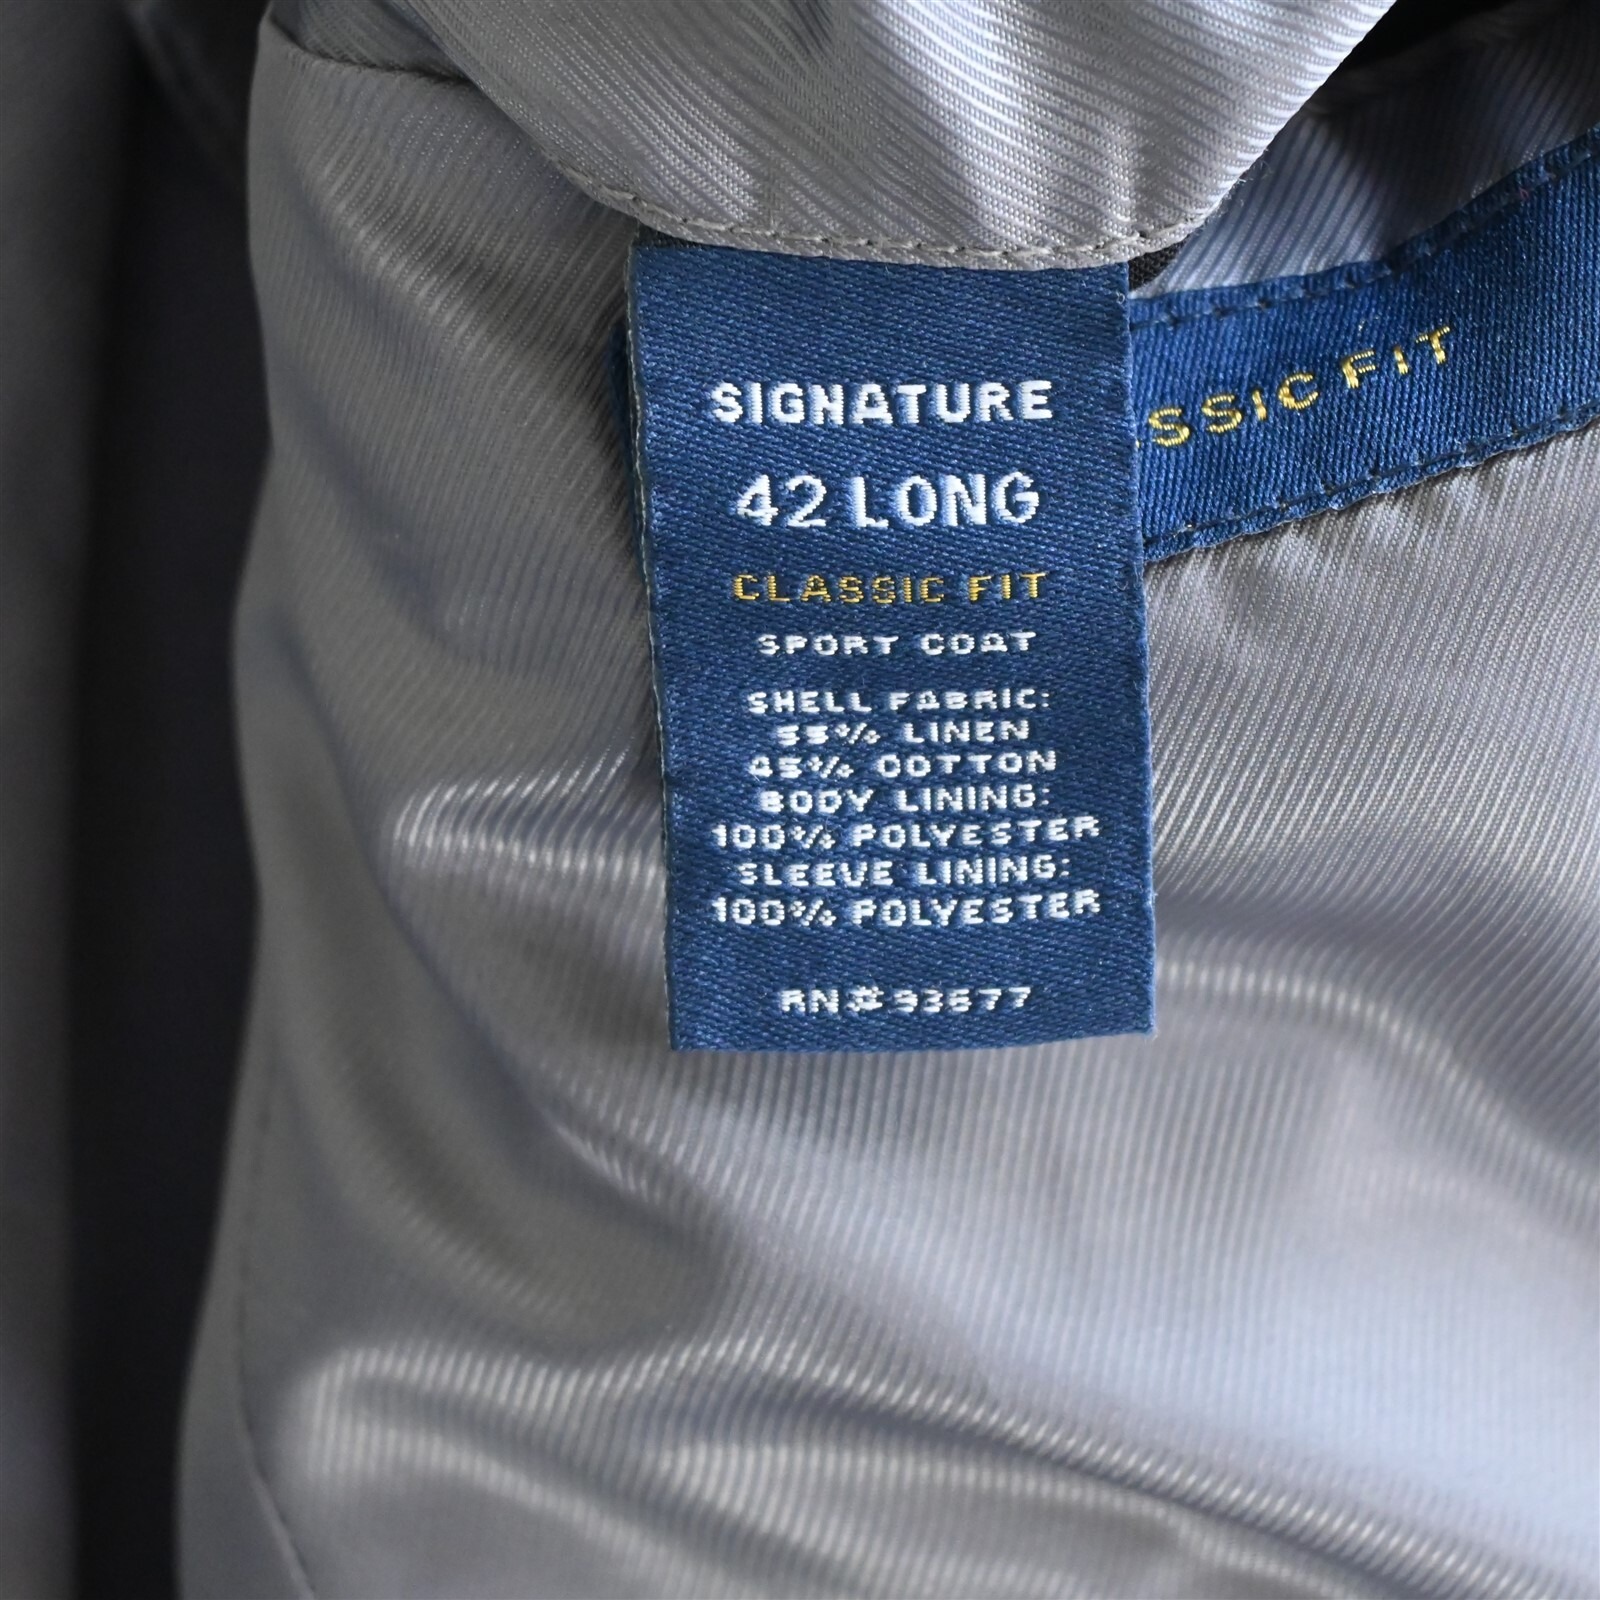 SIGNATURE
42 LONG
CLASSIC FIT
SPORT COAT
SHELL FABRIC:
55% LINEN
45% COTTON
BODY LINING:
100% POLYESTER
SLEEVE LINING:
100% POLYESTER
RN# 93677
SSIC FIT